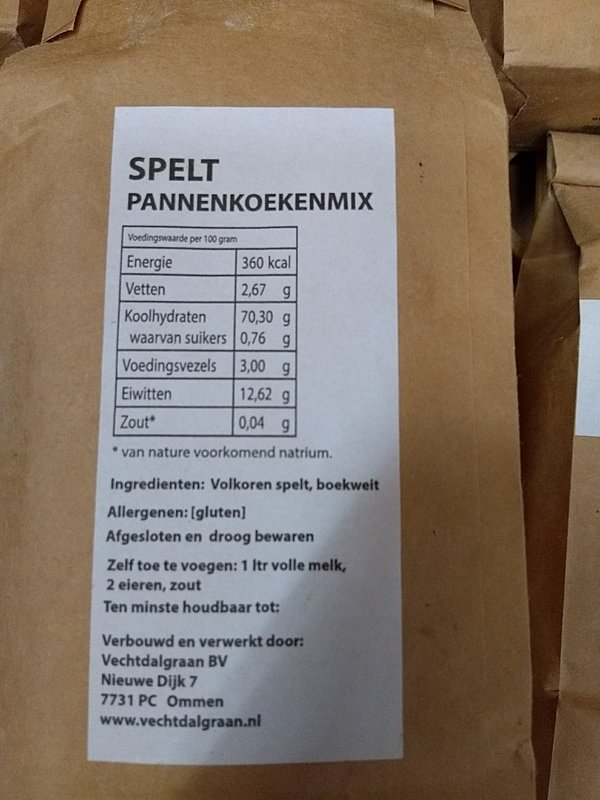 SPELT
PANNENKOEKENMIX
Voedingswaarde per 100 gram
Energie 360 kcal
Vetten 2,67 g
Koolhydraten 70,30 g
waarvan suikers 0,76 g
Voedingsvezels 3,00 g
Eiwitten 12,62 g
Zout* 0,04 g
* van nature voorkomend natrium.
Ingredienten: Volkoren spelt, boekweit
Allergenen: [gluten]
Afgesloten en droog bewaren
Zelf toe te voegen: 1 ltr volle melk,
2 eieren, zout
Ten minste houdbaar tot:
Verbouwd en verwerkt door:
Vechtdalgraan BV
Nieuwe Dijk 7
7731 PC Ommen
www.vechtdalgraan.nl